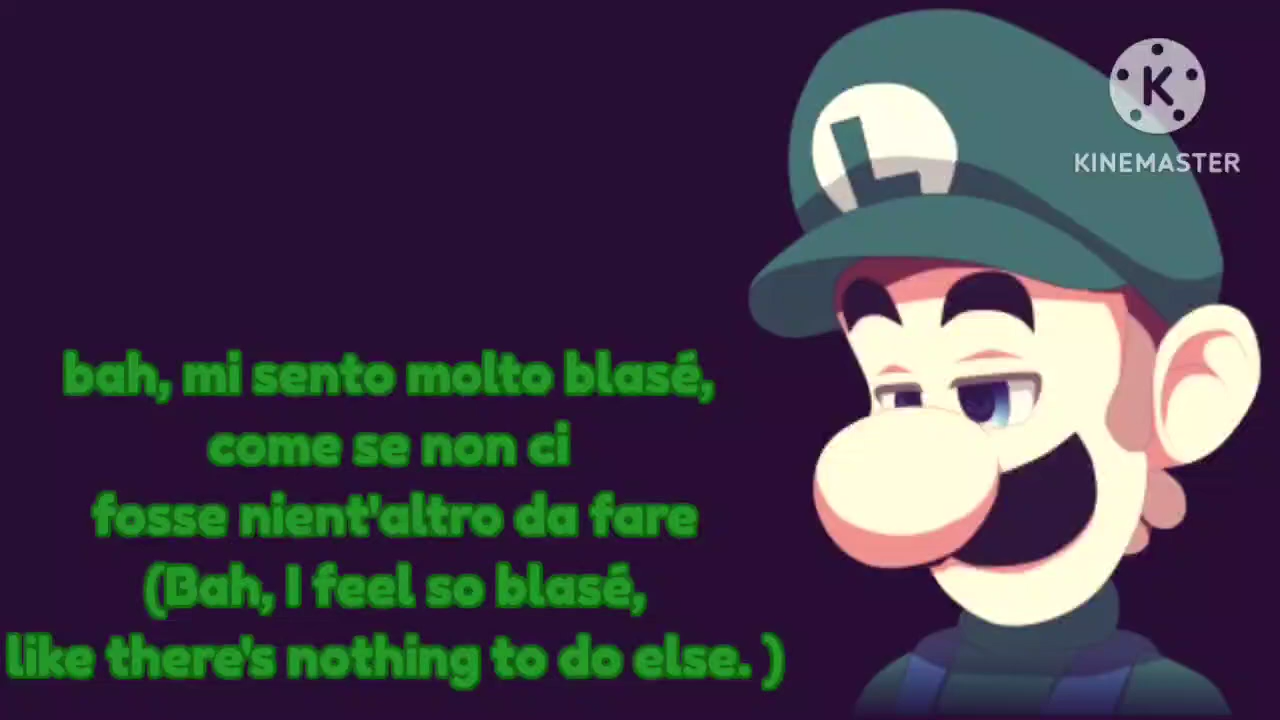 L
K
KINEMASTER
bah, mi sento molto blasé,
come se non ci
fosse nient'altro da fare
(Bah, I feel so blasé,
like there's nothing to do else. )